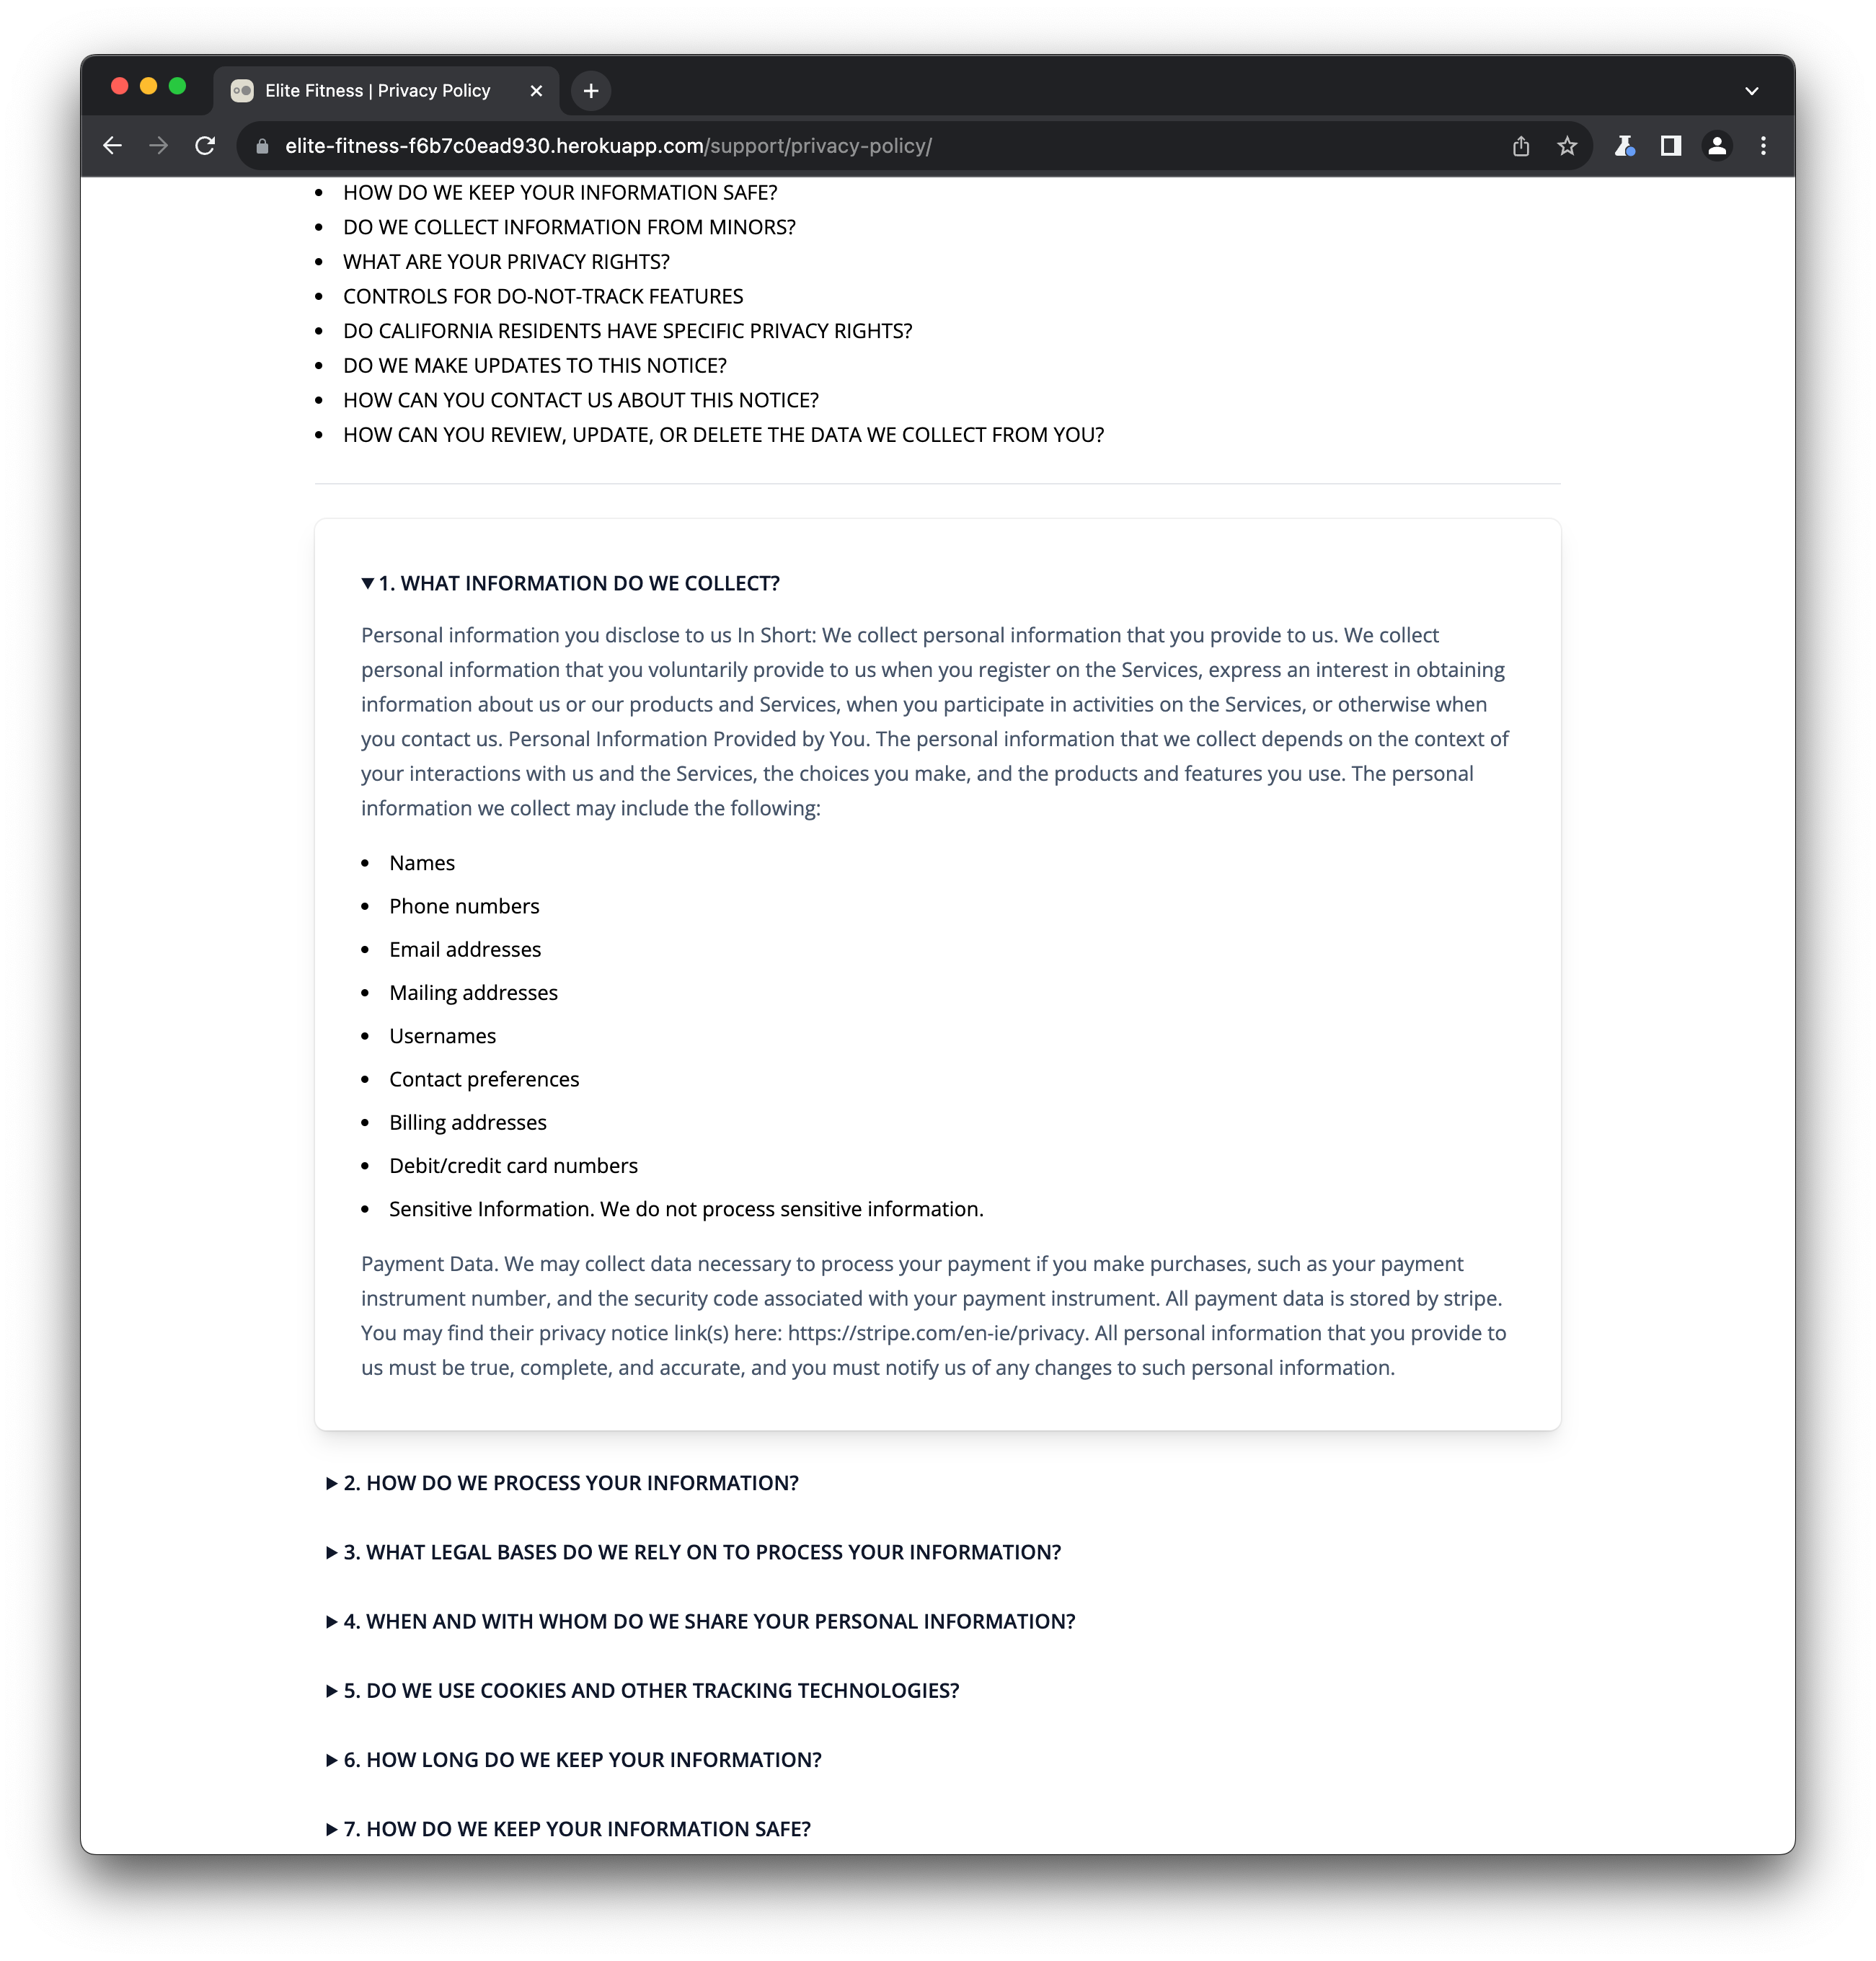 Elite Fitness | Privacy Policy
elite-fitness-f6b7c0ead930.herokuapp.com/support/privacy-policy/
HOW DO WE KEEP YOUR INFORMATION SAFE?
DO WE COLLECT INFORMATION FROM MINORS?
WHAT ARE YOUR PRIVACY RIGHTS?
CONTROLS FOR DO-NOT-TRACK FEATURES
DO CALIFORNIA RESIDENTS HAVE SPECIFIC PRIVACY RIGHTS?
DO WE MAKE UPDATES TO THIS NOTICE?
HOW CAN YOU CONTACT US ABOUT THIS NOTICE?
HOW CAN YOU REVIEW, UPDATE, OR DELETE THE DATA WE COLLECT FROM YOU?
1. WHAT INFORMATION DO WE COLLECT?
Personal information you disclose to us In Short: We collect personal information that you provide to us. We collect
personal information that you voluntarily provide to us when you register on the Services, express an interest in obtaining
information about us or our products and Services, when you participate in activities on the Services, or otherwise when
you contact us. Personal Information Provided by You. The personal information that we collect depends on the context of
your interactions with us and the Services, the choices you make, and the products and features you use. The personal
information we collect may include the following:
Names
Phone numbers
Email addresses
Mailing addresses
Usernames
Contact preferences
Billing addresses
Debit/credit card numbers
Sensitive Information. We do not process sensitive information.
Payment Data. We may collect data necessary to process your payment if you make purchases, such as your payment
instrument number, and the security code associated with your payment instrument. All payment data is stored by stripe.
You may find their privacy notice link(s) here: https://stripe.com/en-ie/privacy. All personal information that you provide to
us must be true, complete, and accurate, and you must notify us of any changes to such personal information.
2. HOW DO WE PROCESS YOUR INFORMATION?
3. WHAT LEGAL BASES DO WE RELY ON TO PROCESS YOUR INFORMATION?
4. WHEN AND WITH WHOM DO WE SHARE YOUR PERSONAL INFORMATION?
5. DO WE USE COOKIES AND OTHER TRACKING TECHNOLOGIES?
6. HOW LONG DO WE KEEP YOUR INFORMATION?
7. HOW DO WE KEEP YOUR INFORMATION SAFE?